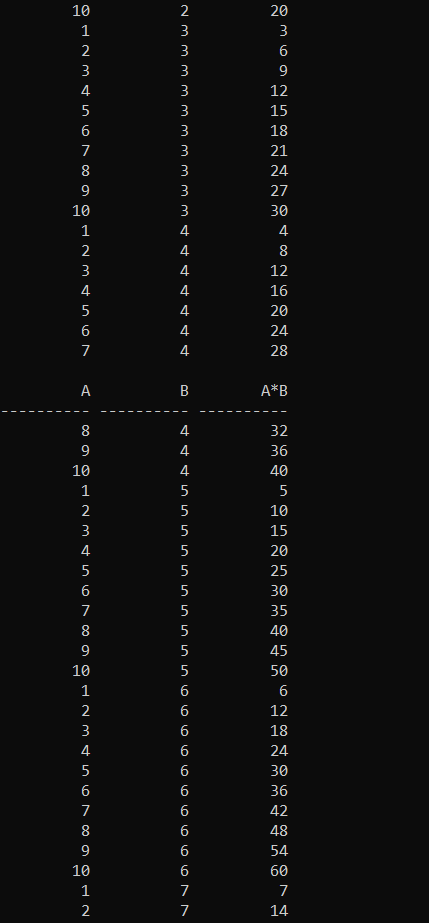 10 2 20
1 3 3
2 3 6
3 3 9
4 3 12
5 3 15
6 3 18
7 3 21
8 3 24
9 3 27
10 3 30
1 4 4
2 4 8
3 4 12
4 4 16
5 4 20
6 4 24
7 4 28
A B A*B
---------- ---------- ----------
8 4 32
9 4 36
10 4 40
1 5 5
2 5 10
3 5 15
4 5 20
5 5 25
6 5 30
7 5 35
8 5 40
9 5 45
10 5 50
1 6 6
2 6 12
3 6 18
4 6 24
5 6 30
6 6 36
7 6 42
8 6 48
9 6 54
10 6 60
1 7 7
2 7 14